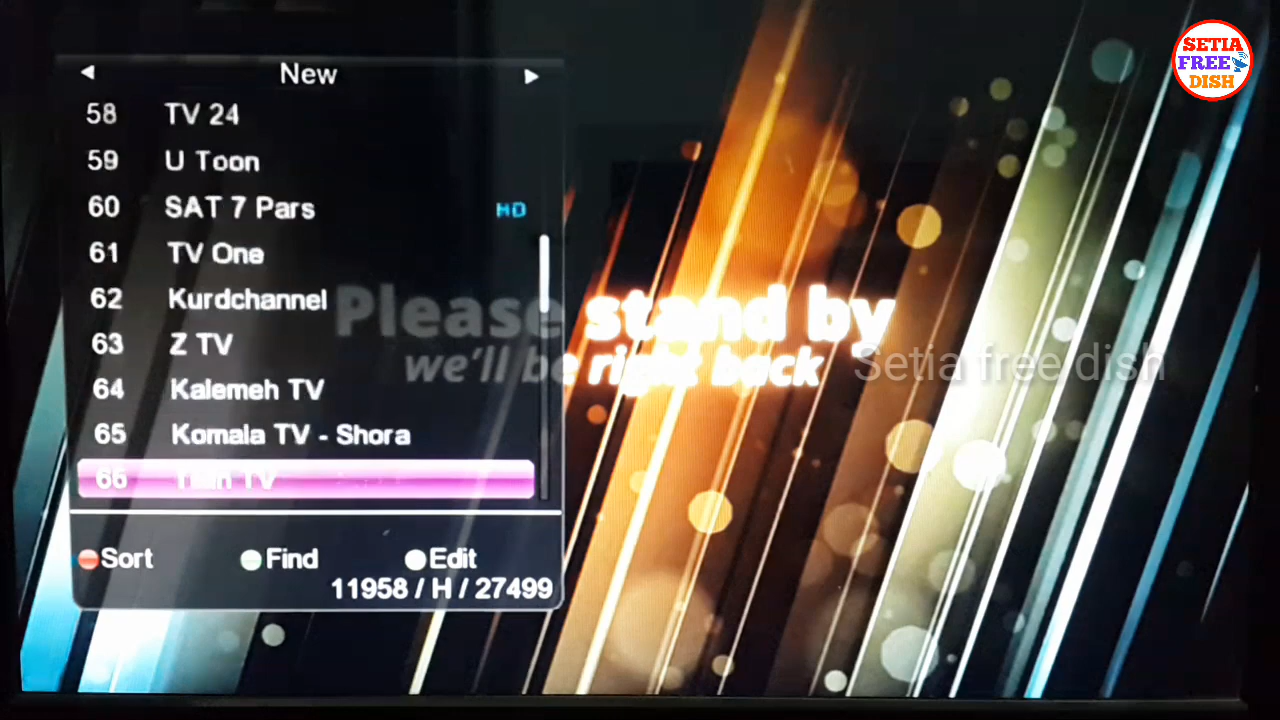 SETIA
FREE
DISH
New
58 TV 24
59 U Toon
60 SAT 7 Pars HD
61 TV One
62 Kurdchannel
63 Z TV
64 Kalemeh TV
65 Komala TV - Shora
66 TV
Please stand by
we'll be right back
Setia free dish
Sort Find Edit
11958 / H / 27499